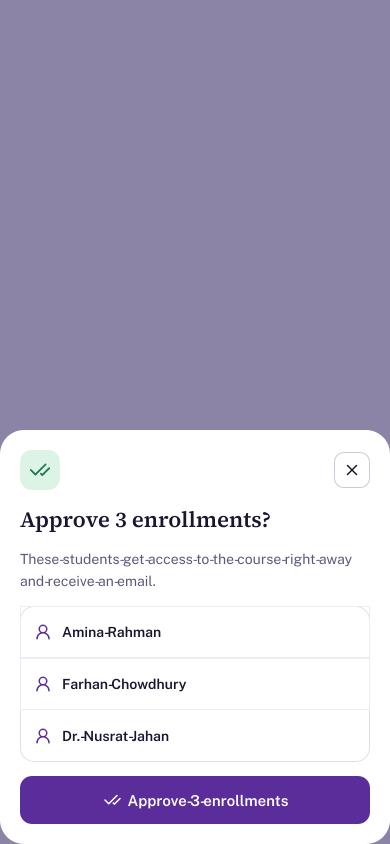 Approve 3 enrollments?
These-students-get-access-to-the-course-right-away
and-receive-an-email.
Amina-Rahman
Farhan-Chowdhury
Dr.-Nusrat-Jahan
Approve-3-enrollments